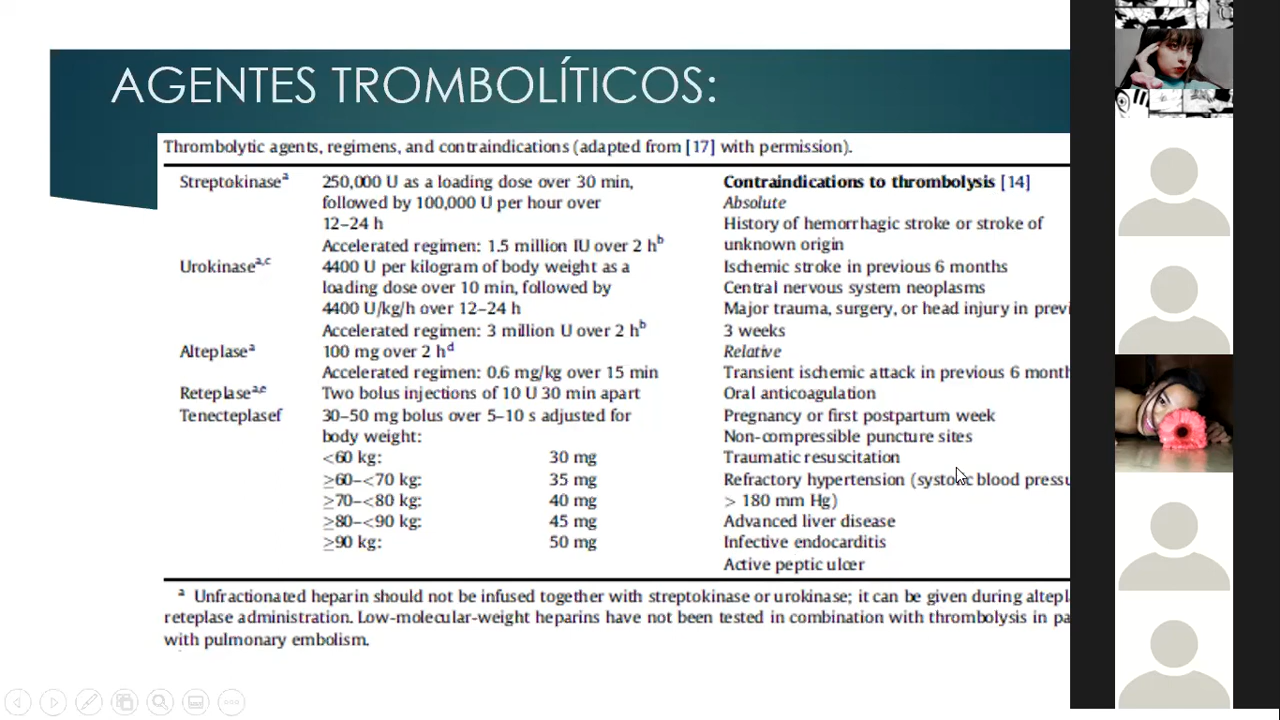 AGENTES TROMBOLÍTICOS:
Thrombolytic agents, regimens, and contraindications (adapted from [17] with permission).
Streptokinase a
250,000 U as a loading dose over 30 min,
followed by 100,000 U per hour over
12–24 h
Accelerated regimen: 1.5 million IU over 2 h b
Urokinase a,c
4400 U per kilogram of body weight as a
loading dose over 10 min, followed by
4400 U/kg/h over 12–24 h
Accelerated regimen: 3 million U over 2 h b
Alteplase a
100 mg over 2 h d
Accelerated regimen: 0.6 mg/kg over 15 min
Reteplase a,e
Two bolus injections of 10 U 30 min apart
Tenecteplasef
30–50 mg bolus over 5–10 s adjusted for
body weight:
<60 kg: 30 mg
≥60–<70 kg: 35 mg
≥70–<80 kg: 40 mg
≥80–<90 kg: 45 mg
≥90 kg: 50 mg
Contraindications to thrombolysis [14]
Absolute
History of hemorrhagic stroke or stroke of
unknown origin
Ischemic stroke in previous 6 months
Central nervous system neoplasms
Major trauma, surgery, or head injury in previ
3 weeks
Relative
Transient ischemic attack in previous 6 month
Oral anticoagulation
Pregnancy or first postpartum week
Non-compressible puncture sites
Traumatic resuscitation
Refractory hypertension (systolic blood pressu
> 180 mm Hg)
Advanced liver disease
Infective endocarditis
Active peptic ulcer
a Unfractionated heparin should not be infused together with streptokinase or urokinase; it can be given during altepl
reteplase administration. Low-molecular-weight heparins have not been tested in combination with thrombolysis in pa
with pulmonary embolism.